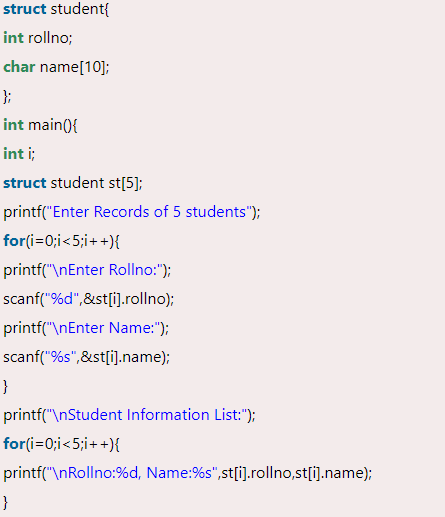 struct student{
int rollno;
char name[10];
};
int main(){
int i;
struct student st[5];
printf("Enter Records of 5 students");
for(i=0;i<5;i++){
printf("\nEnter Rollno:");
scanf("%d",&st[i].rollno);
printf("\nEnter Name:");
scanf("%s",&st[i].name);
}
printf("\nStudent Information List:");
for(i=0;i<5;i++){
printf("\nRollno:%d, Name:%s",st[i].rollno,st[i].name);
}